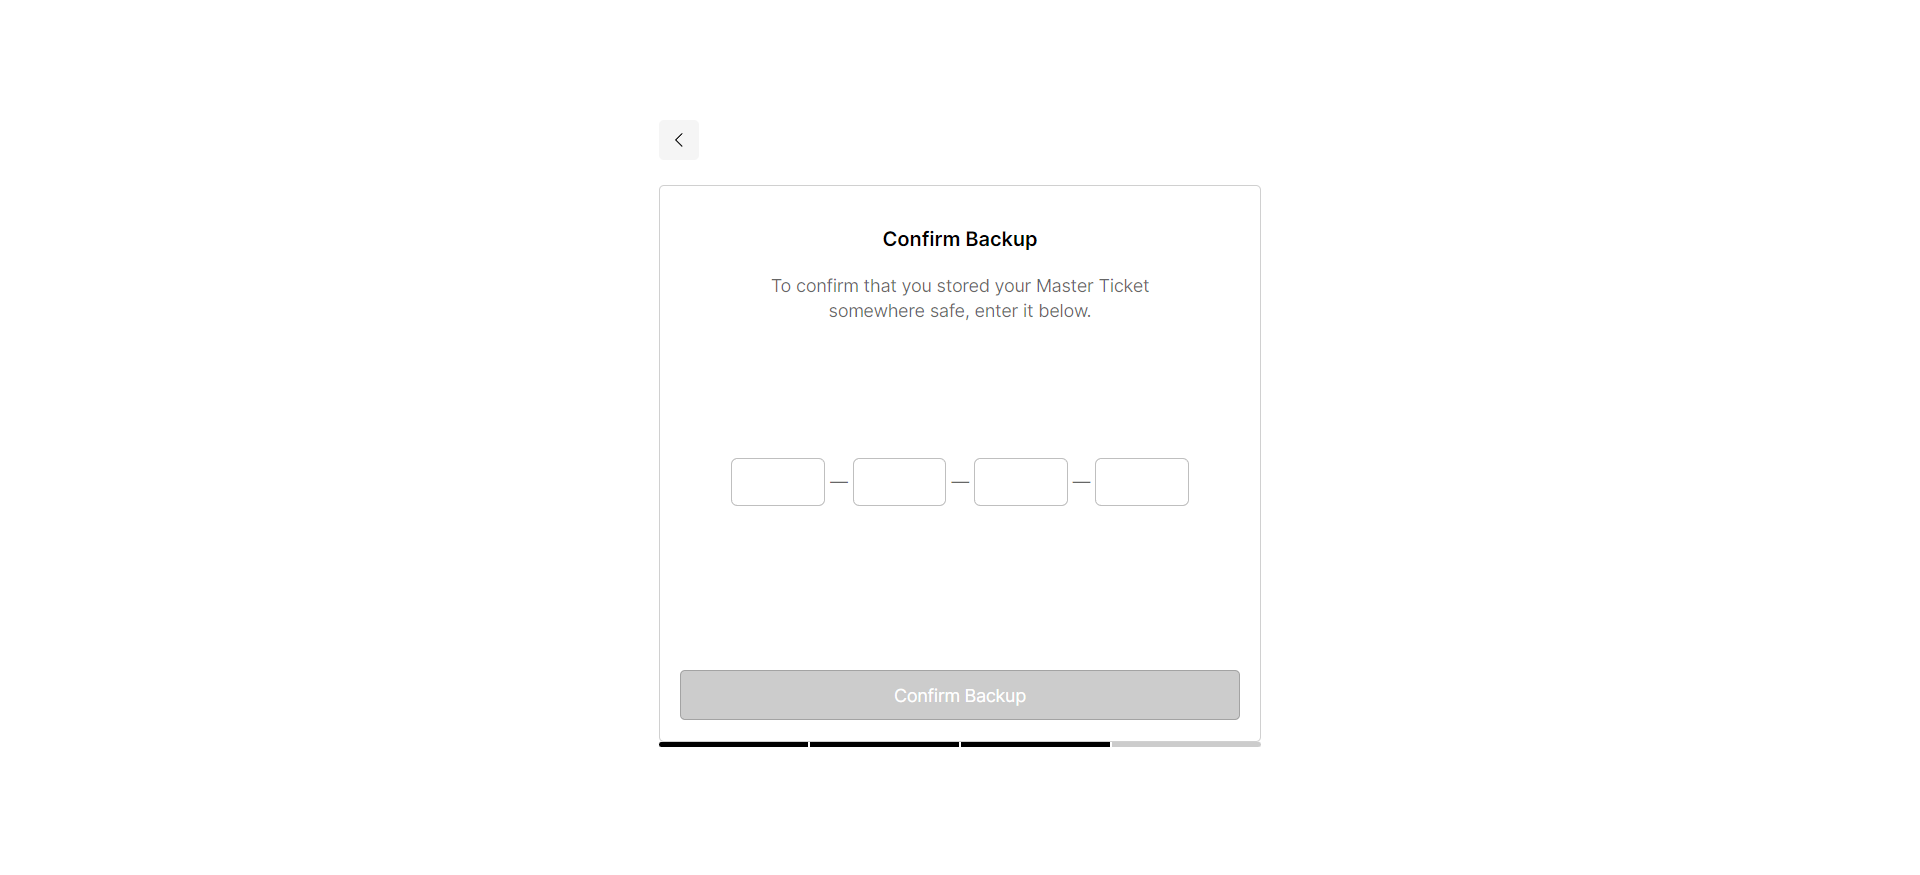 Confirm Backup
To confirm that you stored your Master Ticket
somewhere safe, enter it below.
— — —
Confirm Backup